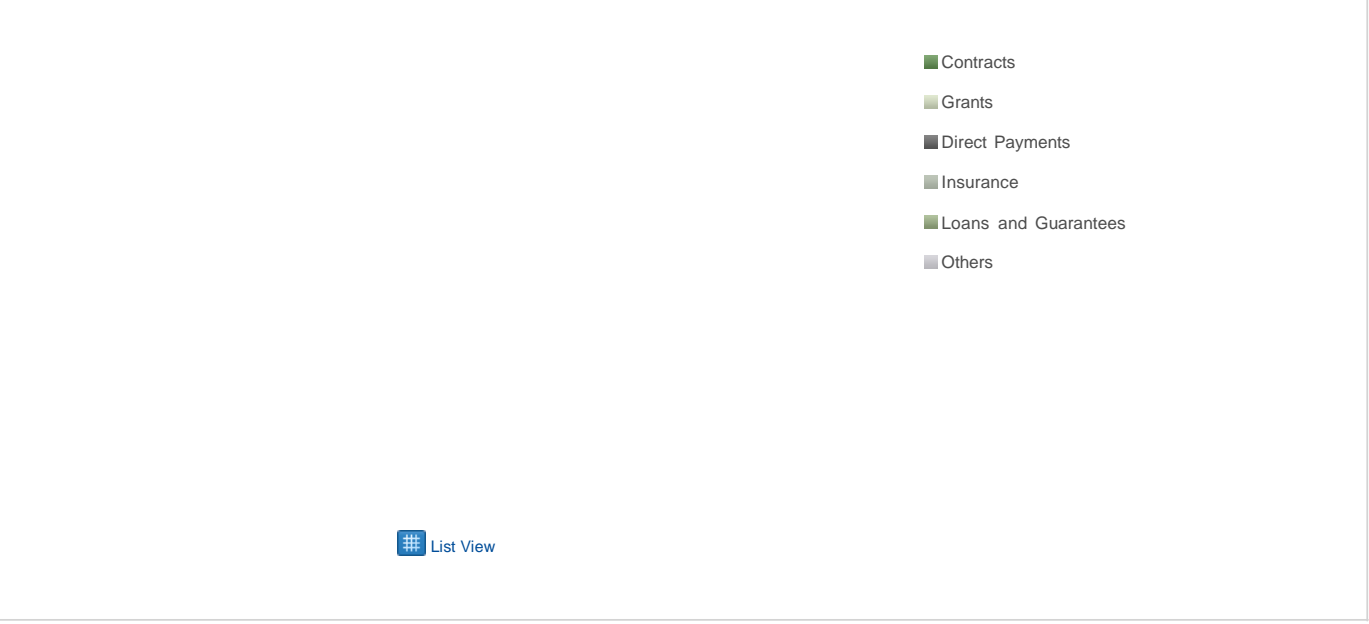 Contracts
Grants
Direct Payments
Insurance
Loans and Guarantees
Others
List View